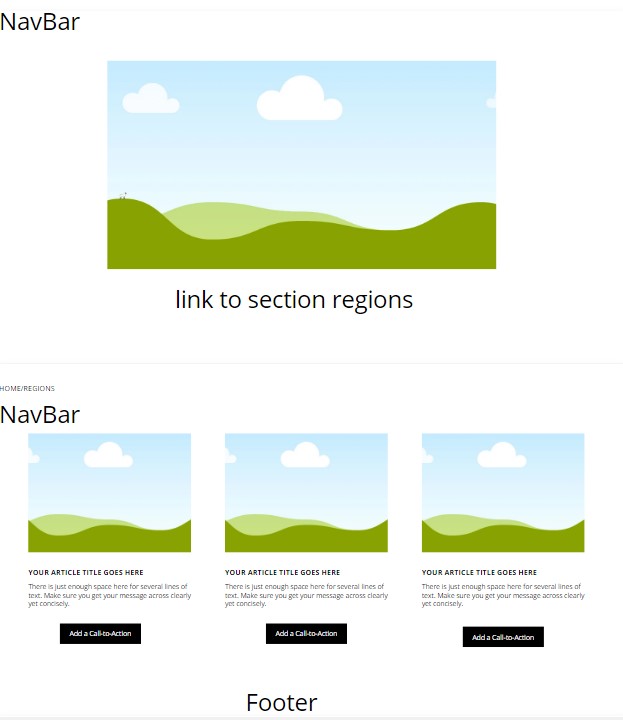 NavBar
link to section regions
HOME/REGIONS
NavBar
YOUR ARTICLE TITLE GOES HERE
There is just enough space here for several lines of
text. Make sure you get your message across clearly
yet concisely.
Add a Call-to-Action
YOUR ARTICLE TITLE GOES HERE
There is just enough space here for several lines of
text. Make sure you get your message across clearly
yet concisely.
Add a Call-to-Action
YOUR ARTICLE TITLE GOES HERE
There is just enough space here for several lines of
text. Make sure you get your message across clearly
yet concisely.
Add a Call-to-Action
Footer